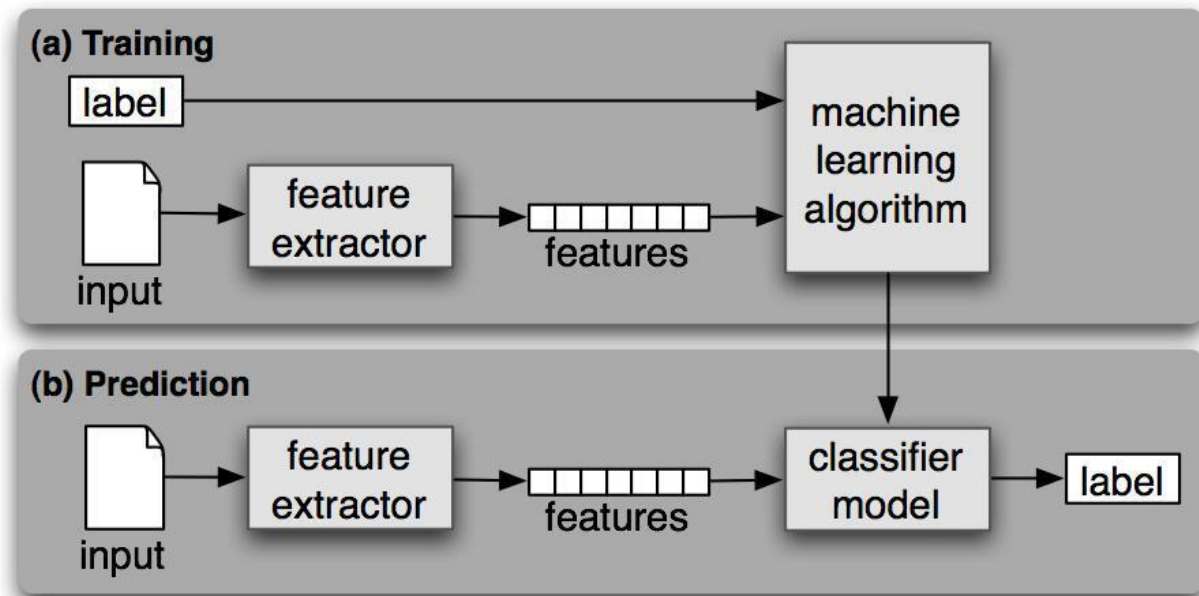 (a) Training
label
machine
learning
algorithm
feature
extractor
features
input
(b) Prediction
feature
extractor
features
classifier
model
label
input